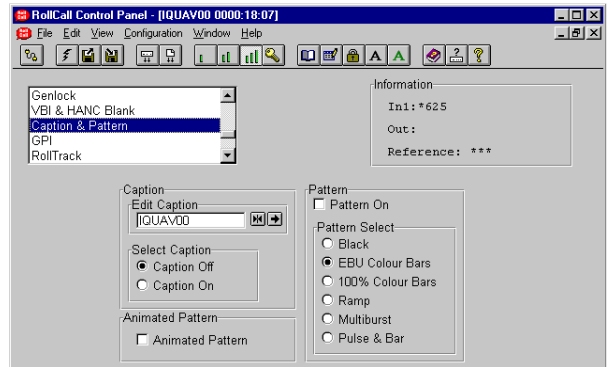 RollCall Control Panel - [IQUAV00 0000:18:07]
File Edit View Configuration Window Help
A A ?
Genlock
VBI & HANC Blank
Caption & Pattern
GPI
RollTrack
Information
In1:*625
Out:
Reference: ***
Caption
Edit Caption
IQUAV00
Select Caption
Caption Off
Caption On
Animated Pattern
Animated Pattern
Pattern
Pattern On
Pattern Select
Black
EBU Colour Bars
100% Colour Bars
Ramp
Multiburst
Pulse & Bar